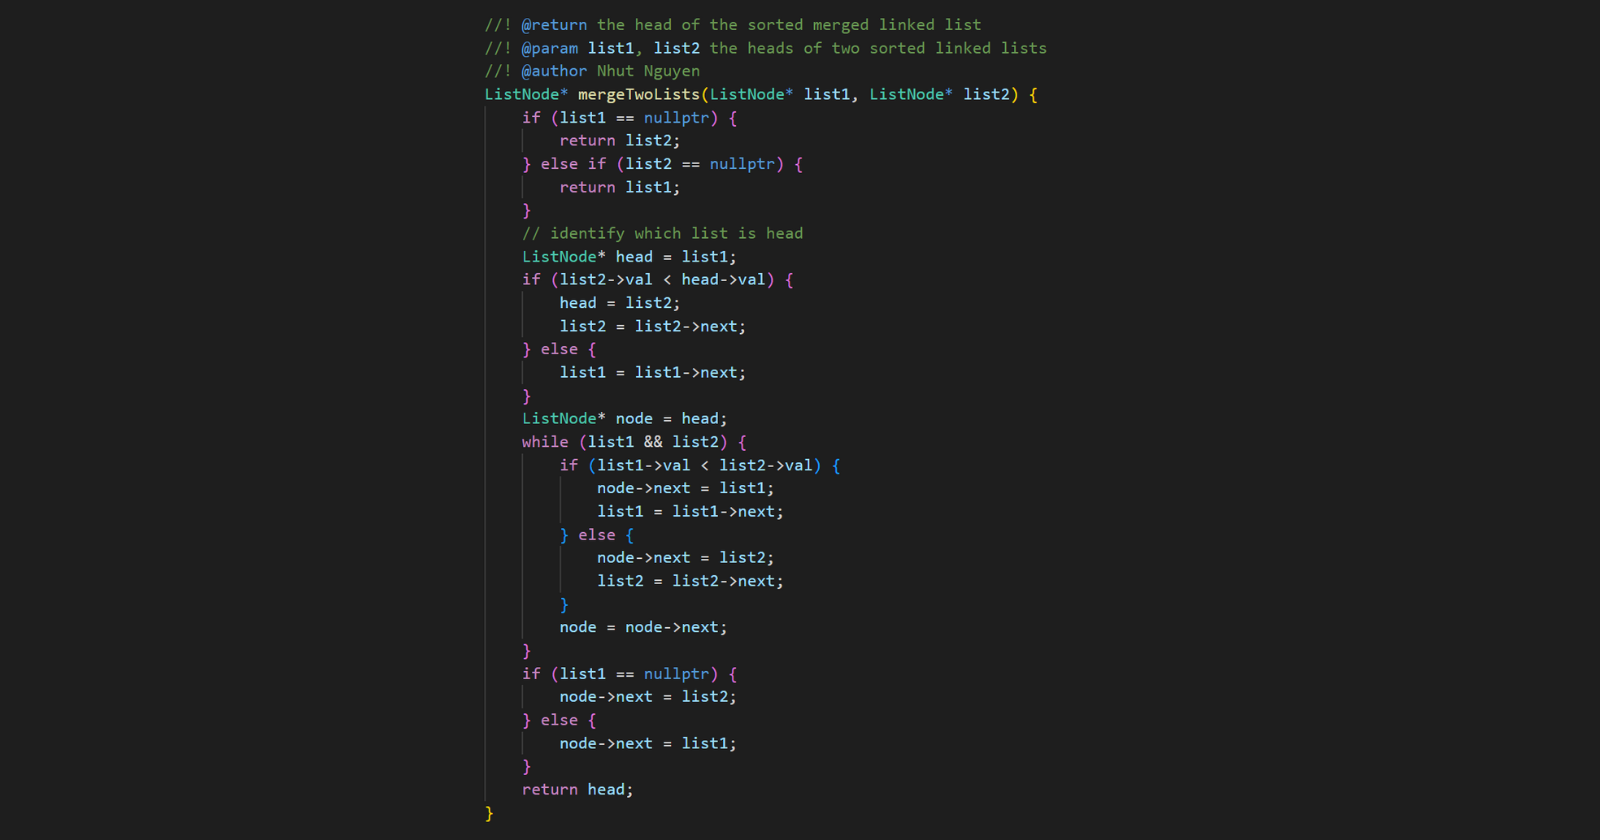 //! @return the head of the sorted merged linked list
//! @param list1, list2 the heads of two sorted linked lists
//! @author Nhut Nguyen
ListNode* mergeTwoLists(ListNode* list1, ListNode* list2) {
    if (list1 == nullptr) {
        return list2;
    } else if (list2 == nullptr) {
        return list1;
    }
    // identify which list is head
    ListNode* head = list1;
    if (list2->val < head->val) {
        head = list2;
        list2 = list2->next;
    } else {
        list1 = list1->next;
    }
    ListNode* node = head;
    while (list1 && list2) {
        if (list1->val < list2->val) {
            node->next = list1;
            list1 = list1->next;
        } else {
            node->next = list2;
            list2 = list2->next;
        }
        node = node->next;
    }
    if (list1 == nullptr) {
        node->next = list2;
    } else {
        node->next = list1;
    }
    return head;
}